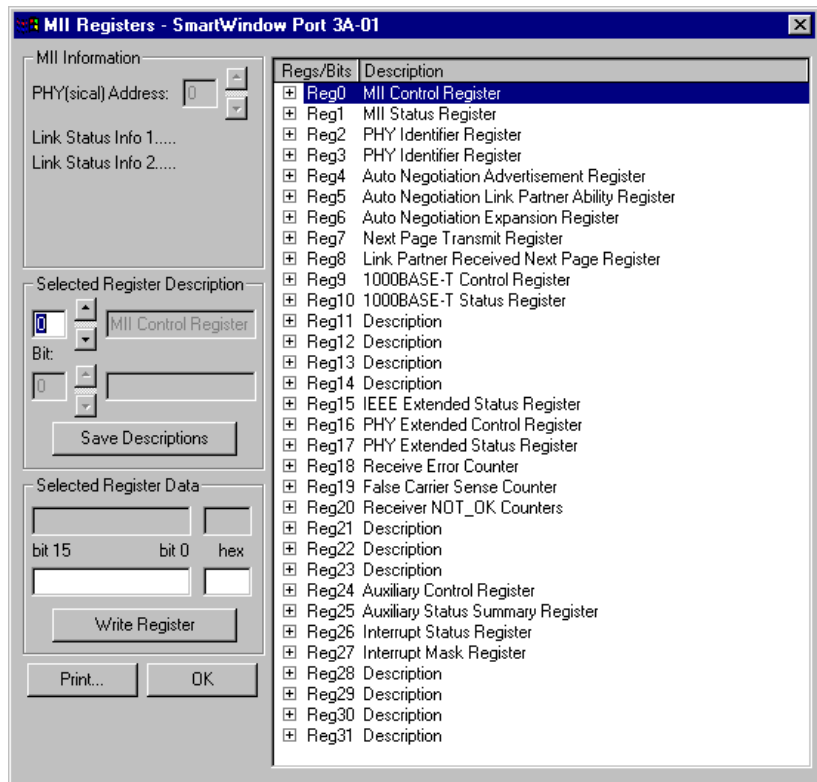 MII Registers - SmartWindow Port 3A-01
MII Information
PHY(sical) Address: 0
Link Status Info 1.....
Link Status Info 2.....
Selected Register Description
0 MII Control Register
Bit:
0
Save Descriptions
Selected Register Data
bit 15 bit 0 hex
Write Register
Print... OK
Regs/Bits Description
Reg0 MII Control Register
Reg1 MII Status Register
Reg2 PHY Identifier Register
Reg3 PHY Identifier Register
Reg4 Auto Negotiation Advertisement Register
Reg5 Auto Negotiation Link Partner Ability Register
Reg6 Auto Negotiation Expansion Register
Reg7 Next Page Transmit Register
Reg8 Link Partner Received Next Page Register
Reg9 1000BASE-T Control Register
Reg10 1000BASE-T Status Register
Reg11 Description
Reg12 Description
Reg13 Description
Reg14 Description
Reg15 IEEE Extended Status Register
Reg16 PHY Extended Control Register
Reg17 PHY Extended Status Register
Reg18 Receive Error Counter
Reg19 False Carrier Sense Counter
Reg20 Receiver NOT_OK Counters
Reg21 Description
Reg22 Description
Reg23 Description
Reg24 Auxiliary Control Register
Reg25 Auxiliary Status Summary Register
Reg26 Interrupt Status Register
Reg27 Interrupt Mask Register
Reg28 Description
Reg29 Description
Reg30 Description
Reg31 Description